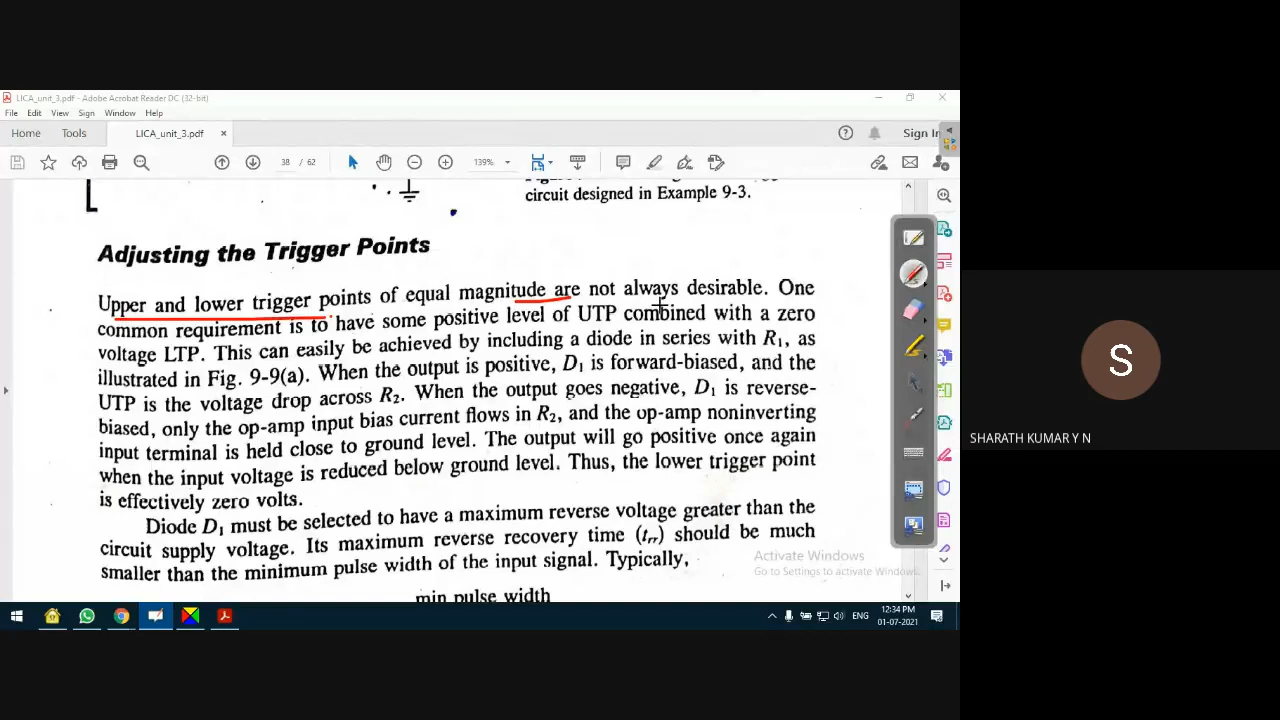 LICA_unit_3.pdf - Adobe Acrobat Reader DC (32-bit)
File Edit View Sign Window Help
Home Tools LICA_unit_3.pdf × Sign In
38 / 62 139%
circuit designed in Example 9-3.
Adjusting the Trigger Points
Upper and lower trigger points of equal magnitude are not always desirable. One
common requirement is to have some positive level of UTP combined with a zero
voltage LTP. This can easily be achieved by including a diode in series with R1, as
illustrated in Fig. 9-9(a). When the output is positive, D1 is forward-biased, and the
UTP is the voltage drop across R2. When the output goes negative, D1 is reverse-
biased, only the op-amp input bias current flows in R2, and the op-amp noninverting
input terminal is held close to ground level. The output will go positive once again
when the input voltage is reduced below ground level. Thus, the lower trigger point
is effectively zero volts.
Diode D1 must be selected to have a maximum reverse voltage greater than the
circuit supply voltage. Its maximum reverse recovery time (trr) should be much
smaller than the minimum pulse width of the input signal. Typically,
min pulse width
Activate Windows
Go to Settings to activate Windows.
ENG
12:34 PM
01-07-2021
S
SHARATH KUMAR Y N